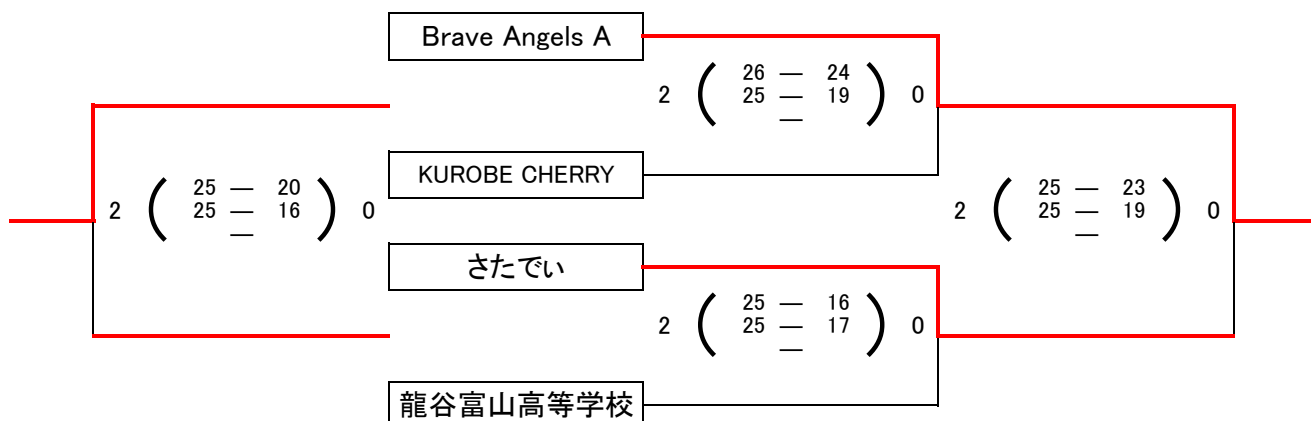 Brave Angels A
2 ( 26 — 24 ) 0
25 — 19
—
KUROBE CHERRY
2 ( 25 — 20 ) 0
25 — 16
—
2 ( 25 — 23 ) 0
25 — 19
—
さたでぃ
2 ( 25 — 16 ) 0
25 — 17
—
龍谷富山高等学校